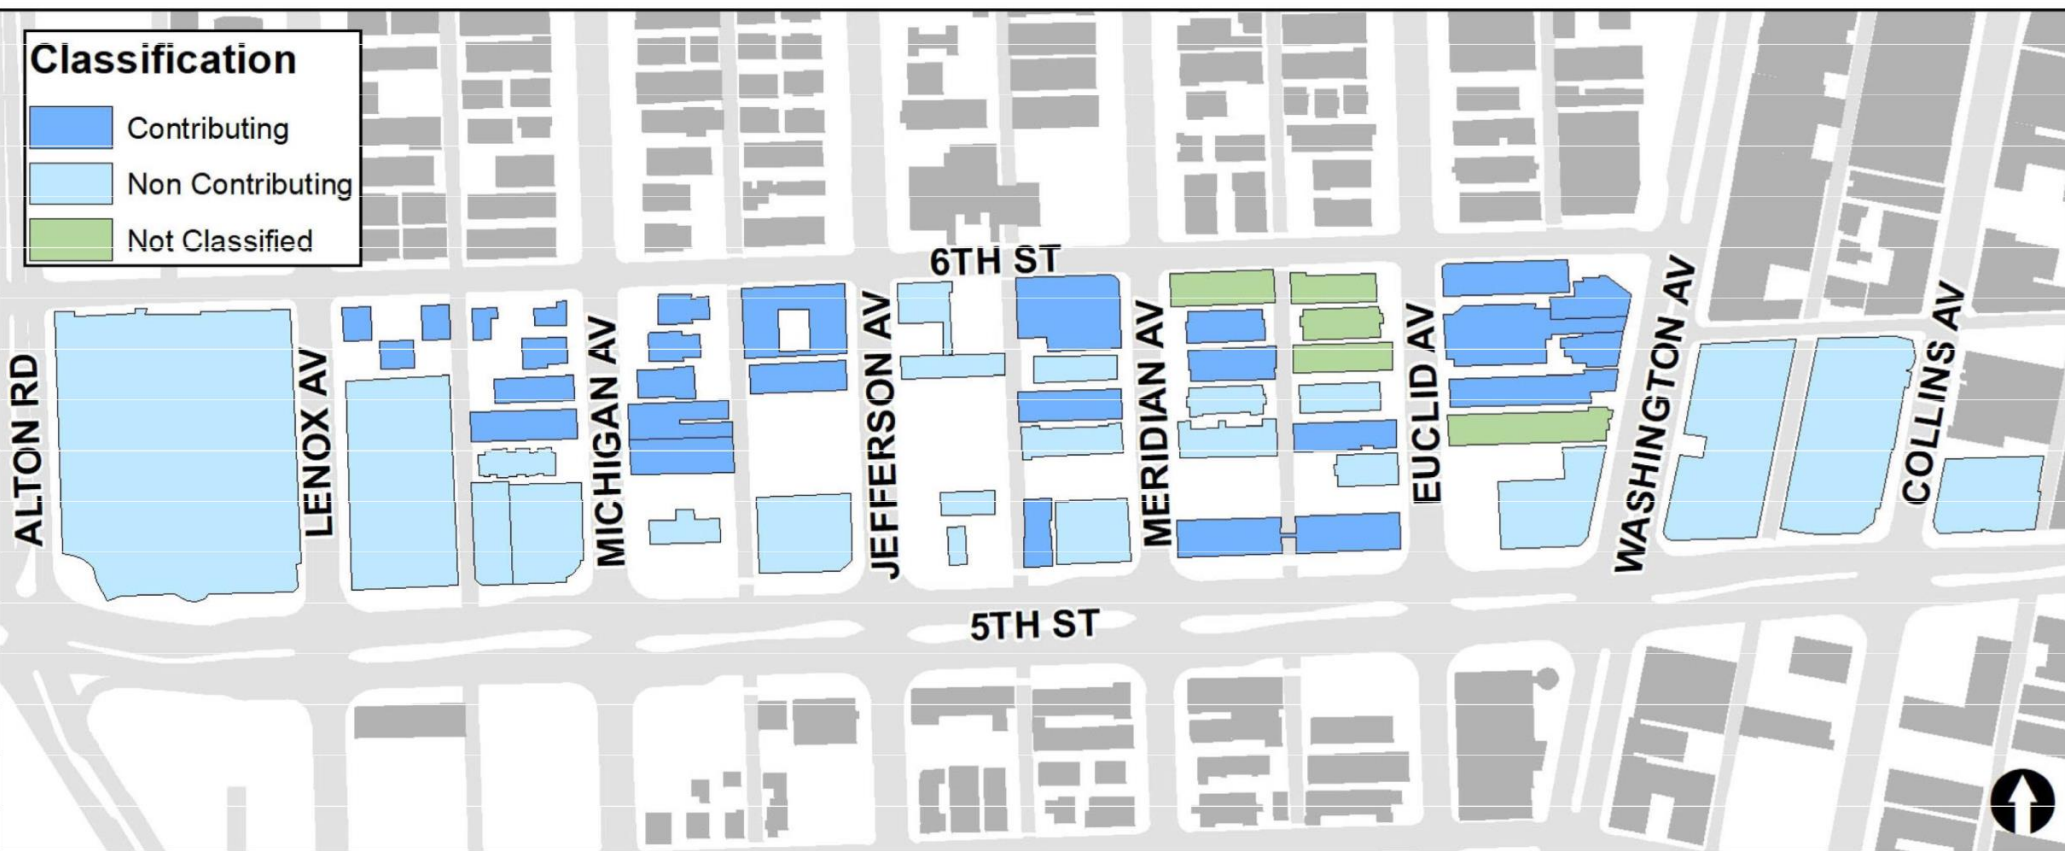 Classification
Contributing
Non Contributing
Not Classified
6TH ST
ALTON RD
LENOX AV
MICHIGAN AV
JEFFERSON AV
MERIDIAN AV
EUCLID AV
WASHINGTON AV
COLLINS AV
5TH ST